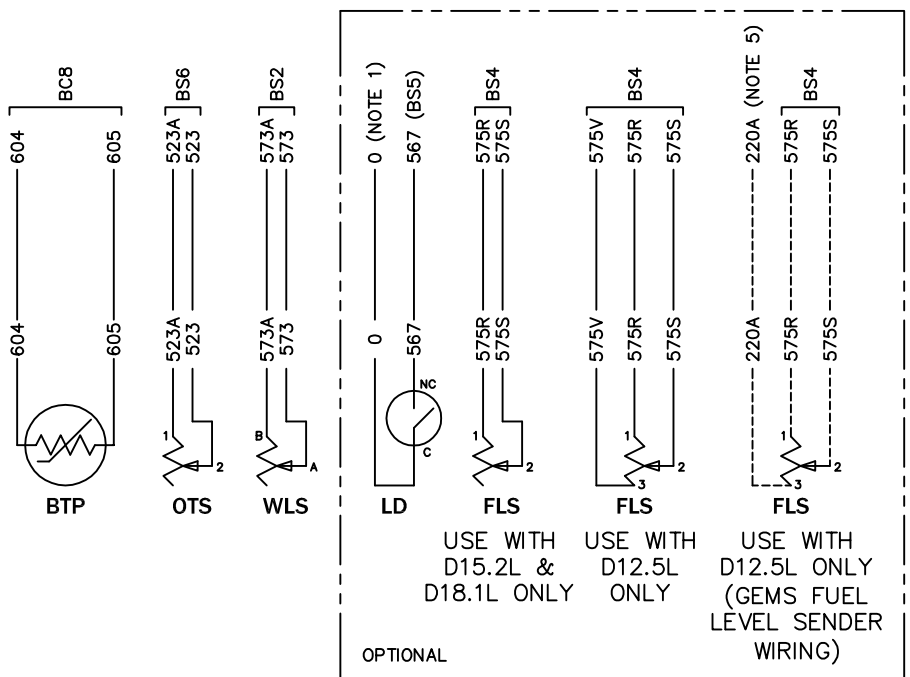 BC8
BS6
BS2
0 (NOTE 1)
567 (BS5)
BS4
BS4
220A (NOTE 5)
BS4
604
605
523A
523
573A
573
575R
575S
575V
575R
575S
575R
575S
604
605
523A
523
573A
573
0
567
575R
575S
575V
575R
575S
220A
575R
575S
NC
C
1
2
B
A
1
2
1
2
3
1
2
3
BTP
OTS
WLS
LD
FLS
FLS
FLS
USE WITH
D15.2L &
D18.1L ONLY
USE WITH
D12.5L
ONLY
USE WITH
D12.5L ONLY
(GEMS FUEL
LEVEL SENDER
WIRING)
OPTIONAL